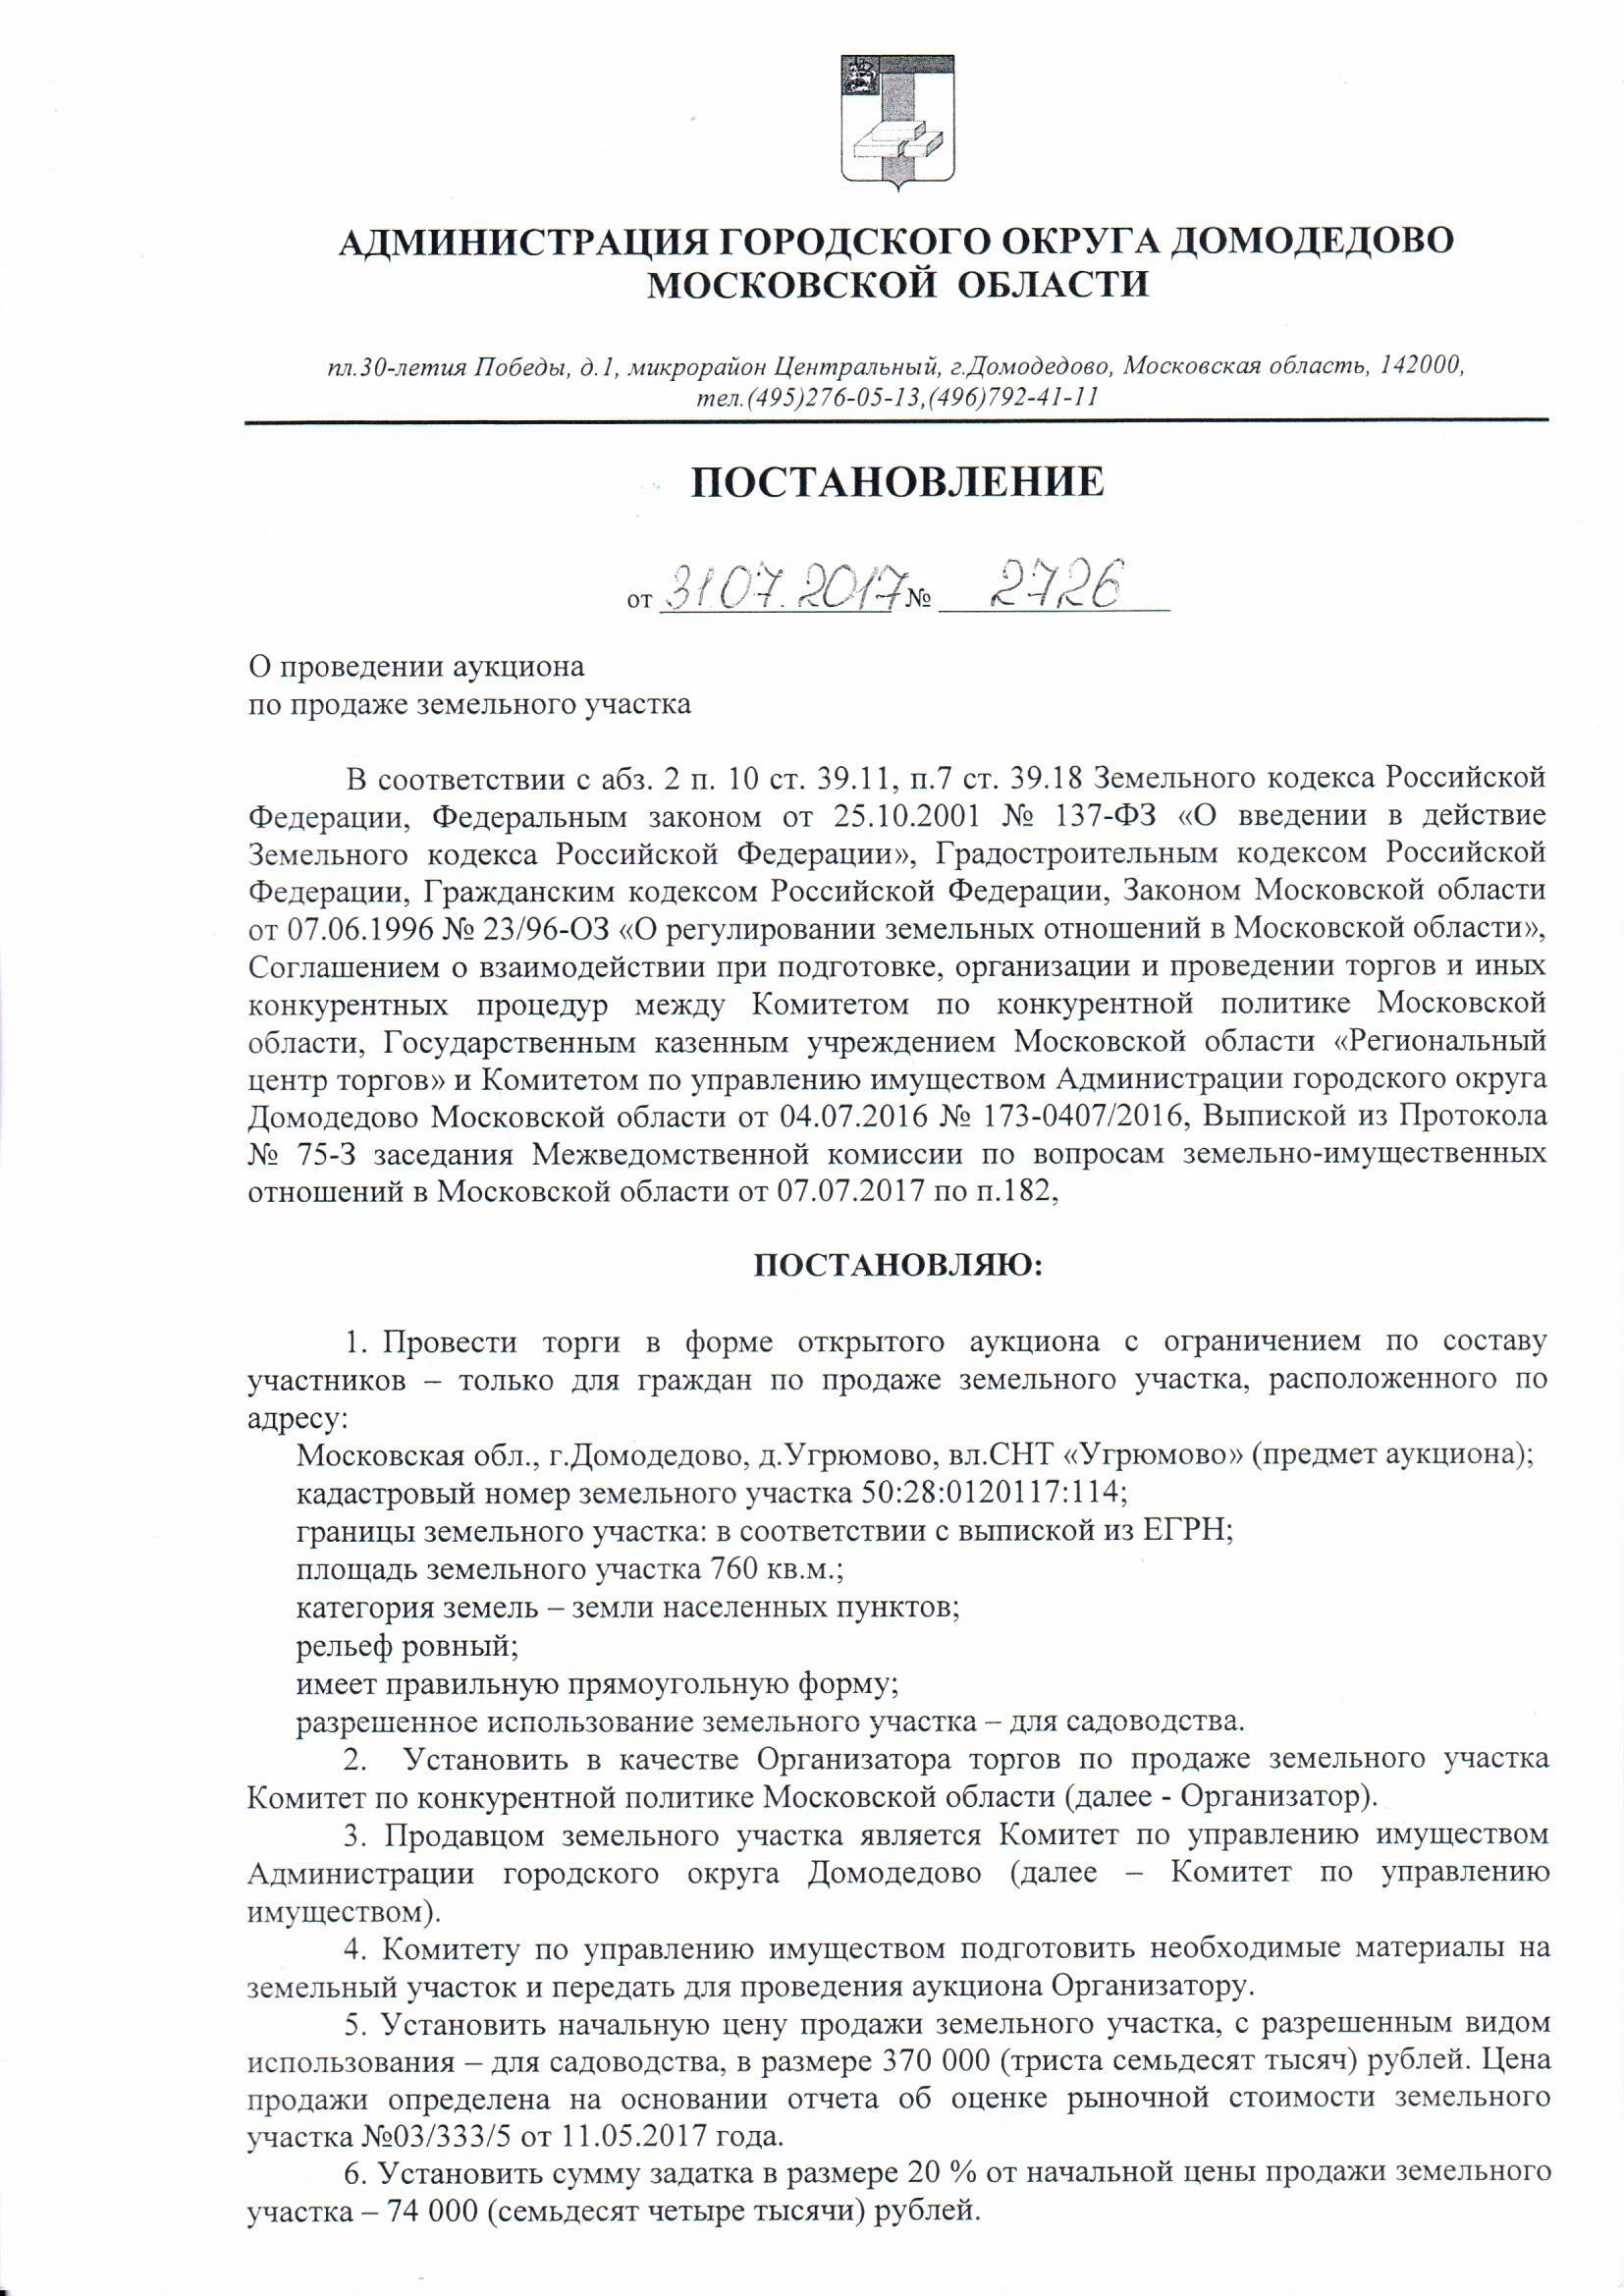 АДМИНИСТРАЦИЯ ГОРОДСКОГО ОКРУГА ДОМОДЕДОВО
МОСКОВСКОЙ ОБЛАСТИ
пл.30-летия Победы, д.1, микрорайон Центральный, г.Домодедово, Московская область, 142000,
тел.(495)276-05-13,(496)792-41-11
ПОСТАНОВЛЕНИЕ
от 31.07.2017 № 2726
О проведении аукциона
по продаже земельного участка
В соответствии с абз. 2 п. 10 ст. 39.11, п.7 ст. 39.18 Земельного кодекса Российской
Федерации, Федеральным законом от 25.10.2001 № 137-ФЗ «О введении в действие
Земельного кодекса Российской Федерации», Градостроительным кодексом Российской
Федерации, Гражданским кодексом Российской Федерации, Законом Московской области
от 07.06.1996 № 23/96-ОЗ «О регулировании земельных отношений в Московской области»,
Соглашением о взаимодействии при подготовке, организации и проведении торгов и иных
конкурентных процедур между Комитетом по конкурентной политике Московской
области, Государственным казенным учреждением Московской области «Региональный
центр торгов» и Комитетом по управлению имуществом Администрации городского округа
Домодедово Московской области от 04.07.2016 № 173-0407/2016, Выпиской из Протокола
№ 75-З заседания Межведомственной комиссии по вопросам земельно-имущественных
отношений в Московской области от 07.07.2017 по п.182,
ПОСТАНОВЛЯЮ:
1. Провести торги в форме открытого аукциона с ограничением по составу
участников – только для граждан по продаже земельного участка, расположенного по
адресу:
Московская обл., г.Домодедово, д.Угрюмово, вл.СНТ «Угрюмово» (предмет аукциона);
кадастровый номер земельного участка 50:28:0120117:114;
границы земельного участка: в соответствии с выпиской из ЕГРН;
площадь земельного участка 760 кв.м.;
категория земель – земли населенных пунктов;
рельеф ровный;
имеет правильную прямоугольную форму;
разрешенное использование земельного участка – для садоводства.
2. Установить в качестве Организатора торгов по продаже земельного участка
Комитет по конкурентной политике Московской области (далее - Организатор).
3. Продавцом земельного участка является Комитет по управлению имуществом
Администрации городского округа Домодедово (далее – Комитет по управлению
имуществом).
4. Комитету по управлению имуществом подготовить необходимые материалы на
земельный участок и передать для проведения аукциона Организатору.
5. Установить начальную цену продажи земельного участка, с разрешенным видом
использования – для садоводства, в размере 370 000 (триста семьдесят тысяч) рублей. Цена
продажи определена на основании отчета об оценке рыночной стоимости земельного
участка №03/333/5 от 11.05.2017 года.
6. Установить сумму задатка в размере 20 % от начальной цены продажи земельного
участка – 74 000 (семьдесят четыре тысячи) рублей.